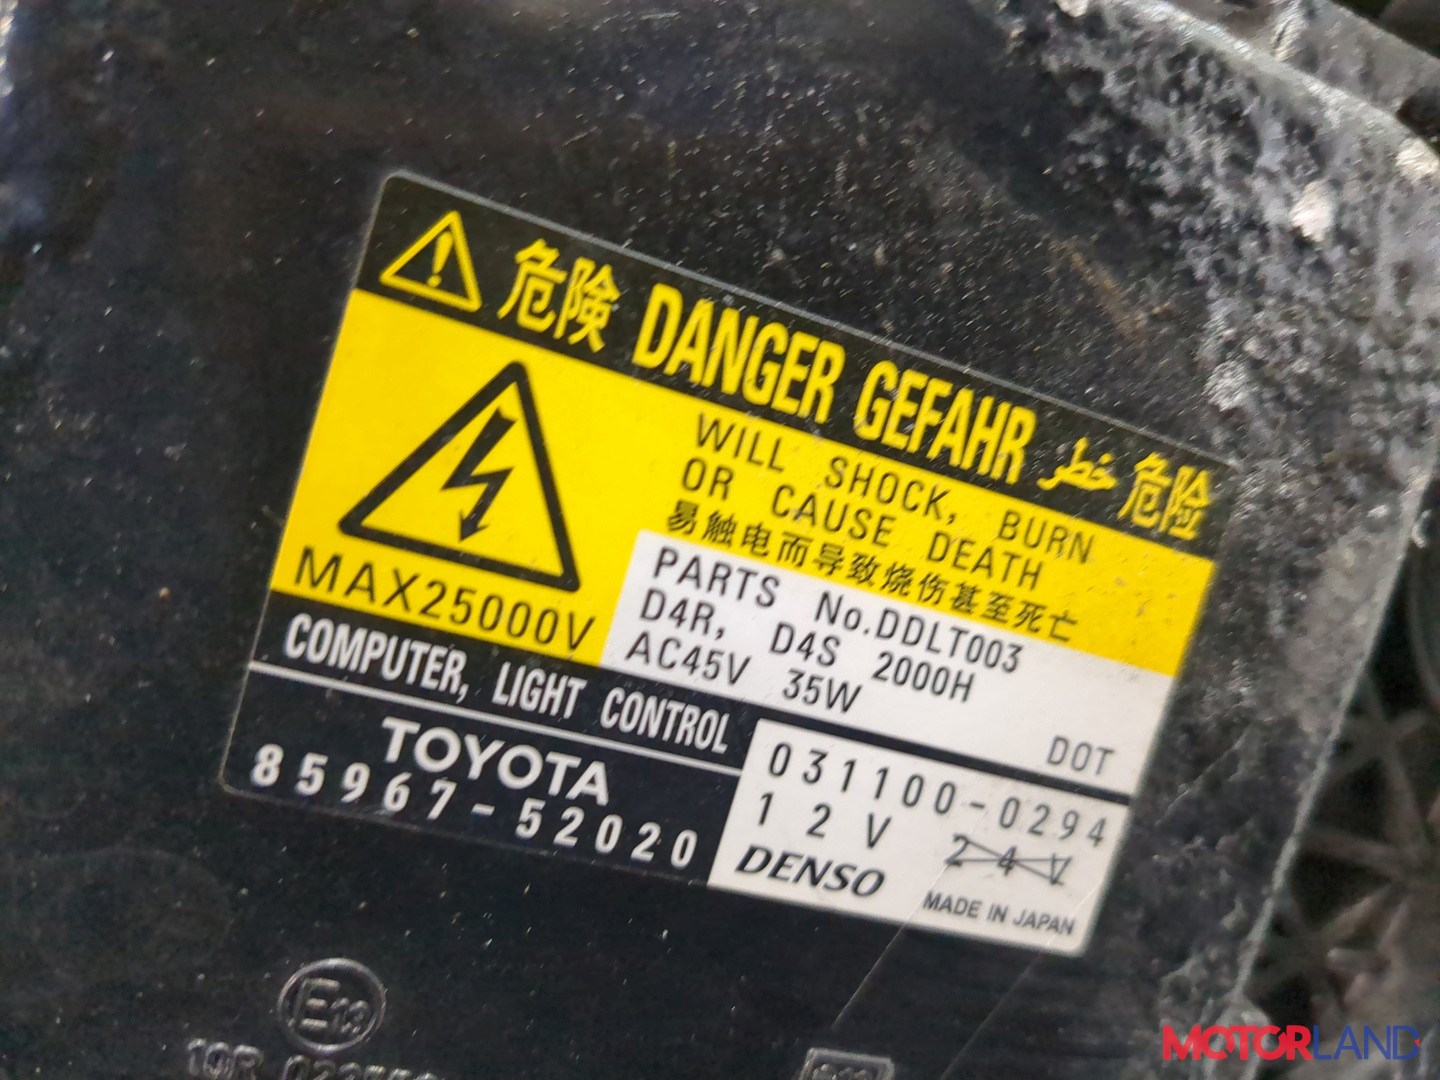 危険 DANGER GEFAHR خطر 危险
WILL SHOCK, BURN
OR CAUSE DEATH
易触电而导致烧伤甚至死亡
MAX25000V
PARTS No.DDLT003
D4R, D4S 2000H
AC45V 35W
DOT
COMPUTER, LIGHT CONTROL
TOYOTA
85967-52020
031100-0294
12V 24V
DENSO
MADE IN JAPAN
E13
10R
MOTORLAND